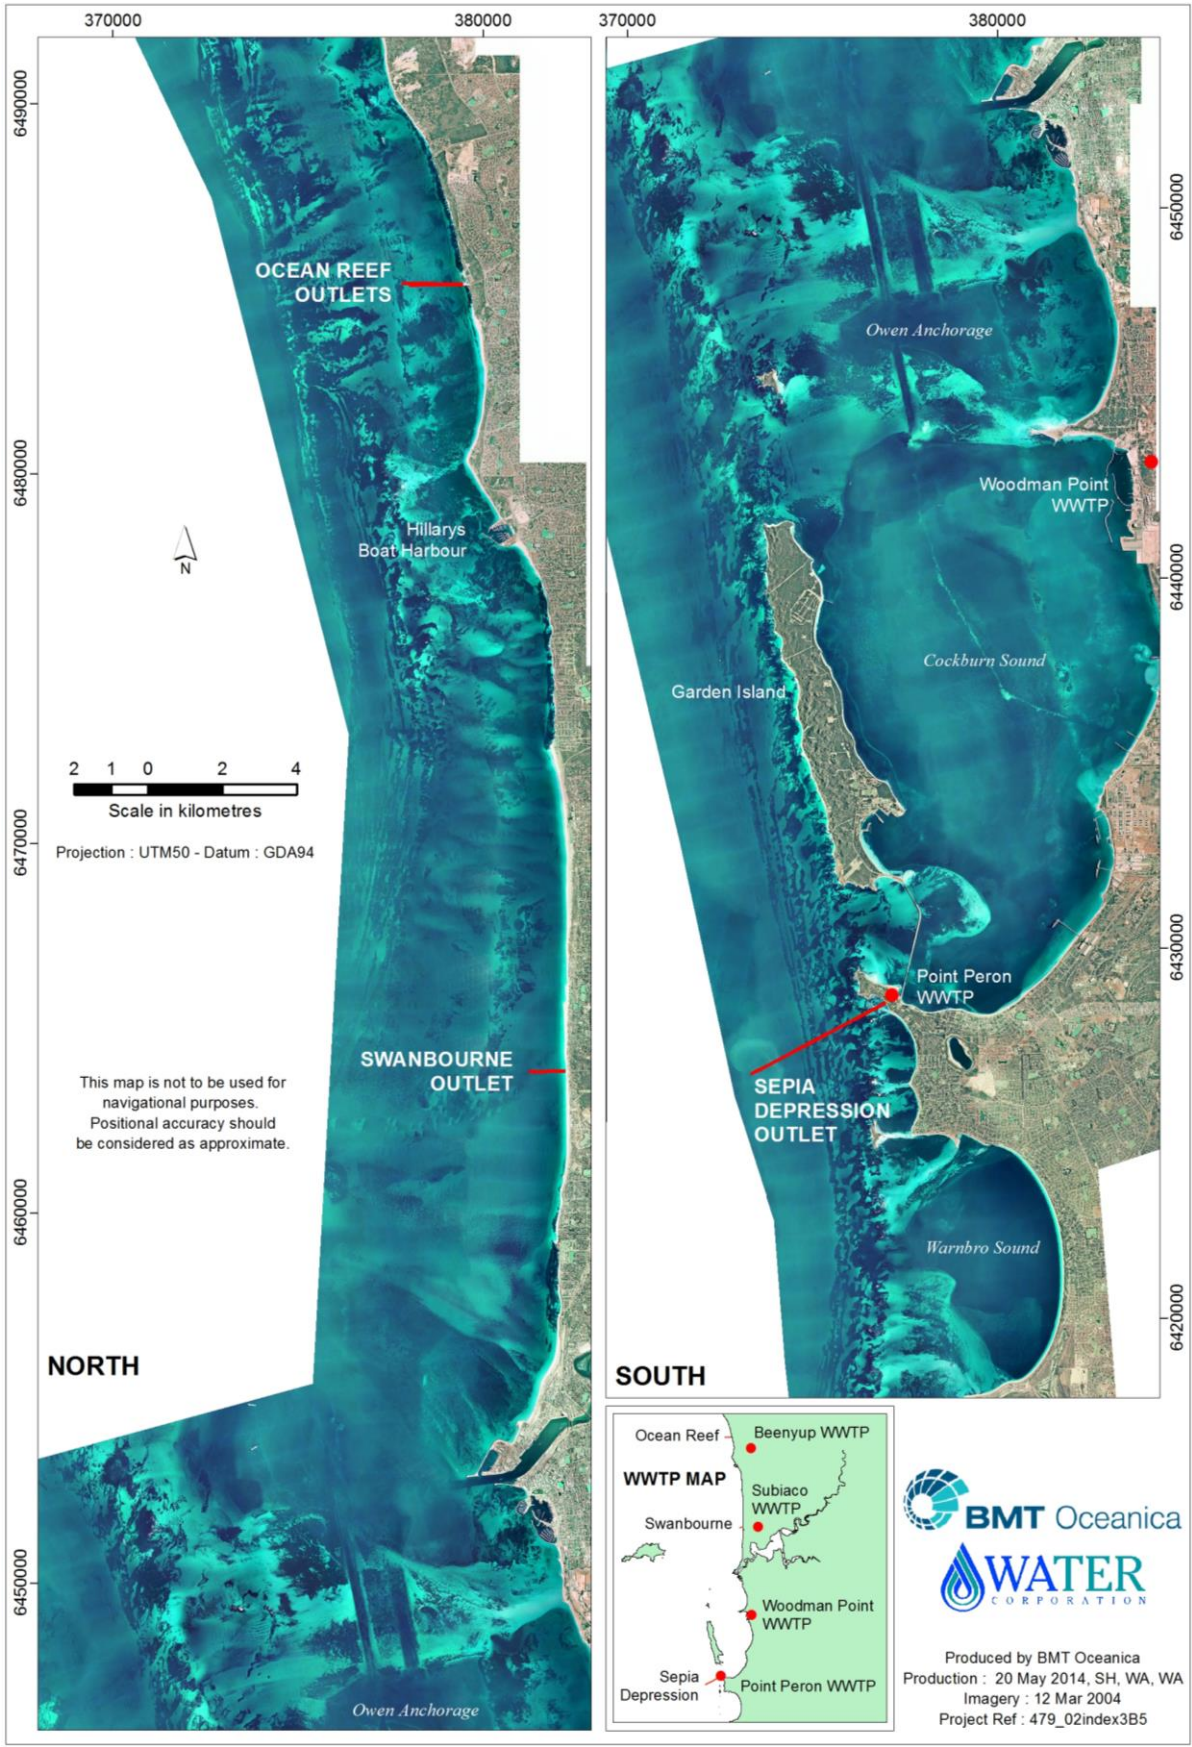 370000
380000
370000
380000
6490000
6480000
6470000
6460000
6450000
OCEAN REEF
OUTLETS
Hillarys
Boat Harbour
N
2 1 0 2 4
Scale in kilometres
Projection : UTM50 - Datum : GDA94
SWANBOURNE
OUTLET
This map is not to be used for
navigational purposes.
Positional accuracy should
be considered as approximate.
NORTH
Owen Anchorage
6450000
6440000
6430000
6420000
Owen Anchorage
Woodman Point
WWTP
Cockburn Sound
Garden Island
Point Peron
WWTP
SEPIA
DEPRESSION
OUTLET
Warnbro Sound
SOUTH
Ocean Reef
Beenyup WWTP
WWTP MAP
Subiaco
WWTP
Swanbourne
Woodman Point
WWTP
Sepia
Depression
Point Peron WWTP
BMT Oceanica
WATER
CORPORATION
Produced by BMT Oceanica
Production : 20 May 2014, SH, WA, WA
Imagery : 12 Mar 2004
Project Ref : 479_02index3B5